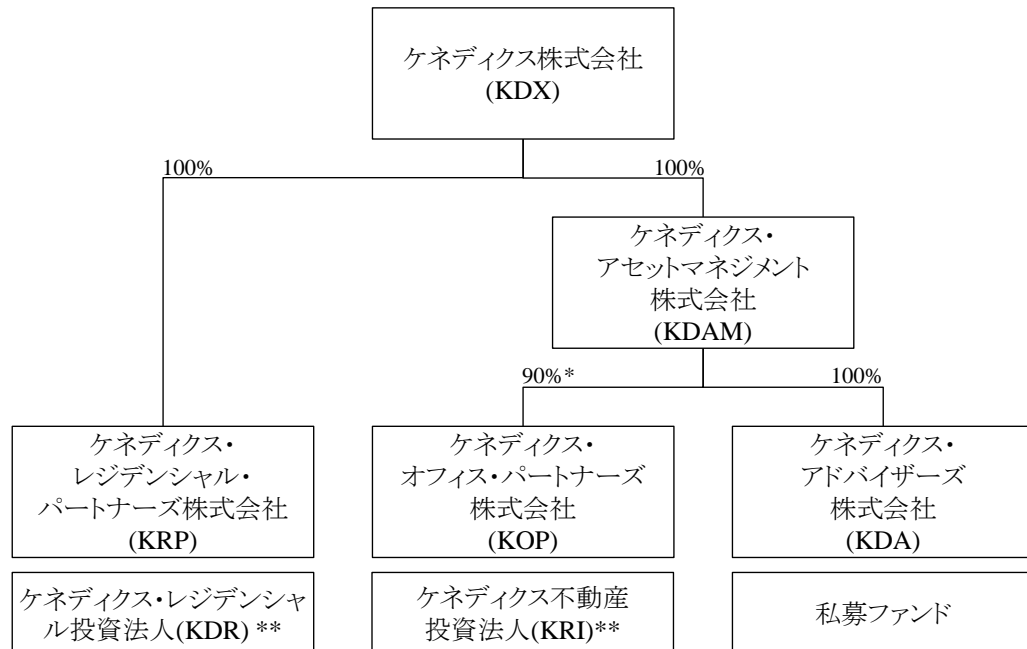 ケネディクス株式会社
(KDX)
100%
100%
ケネディクス・
アセットマネジメント
株式会社
(KDAM)
90%*
100%
ケネディクス・
レジデンシャル・
パートナーズ株式会社
(KRP)
ケネディクス・
オフィス・パートナーズ
株式会社
(KOP)
ケネディクス・
アドバイザーズ
株式会社
(KDA)
ケネディクス・レジデンシャ
ル投資法人(KDR) **
ケネディクス不動産
投資法人(KRI)**
私募ファンド